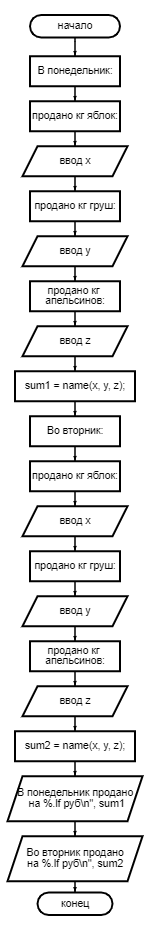 начало
В понедельник:
продано кг яблок:
ввод x
продано кг груш:
ввод y
продано кг
апельсинов:
ввод z
sum1 = name(x, y, z);
Во вторник:
продано кг яблок:
ввод x
продано кг груш:
ввод y
продано кг
апельсинов:
ввод z
sum2 = name(x, y, z);
В понедельник продано
на %.lf руб\n", sum1
Во вторник продано
на %.lf руб\n", sum2
конец